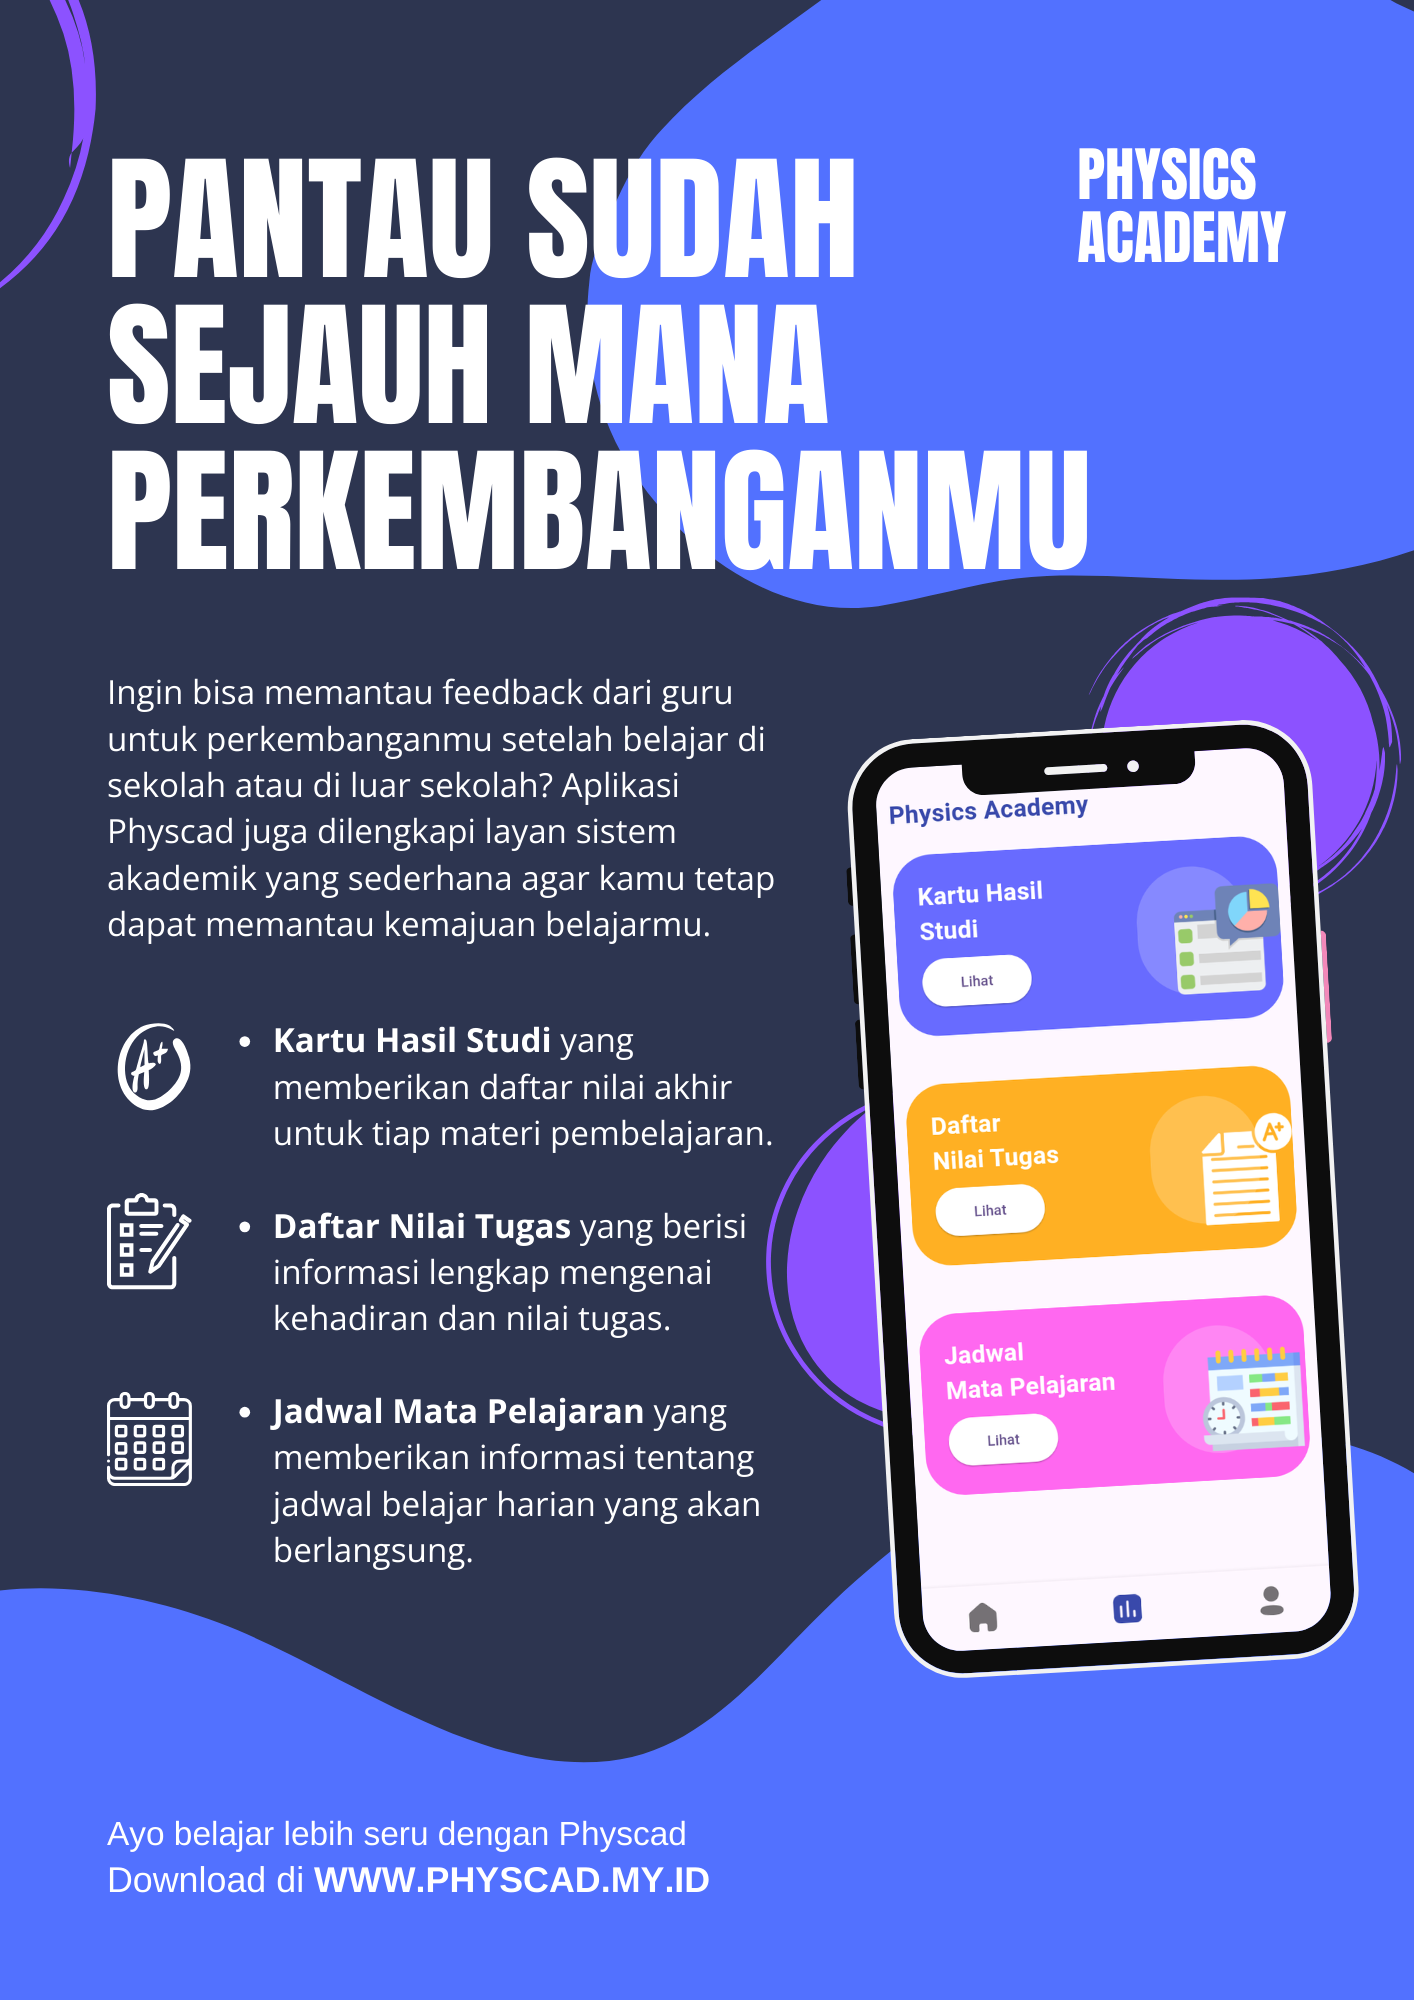 PANTAU SUDAH
SEJAUH MANA
PERKEMBANGANMU
PHYSICS
ACADEMY
Ingin bisa memantau feedback dari guru
untuk perkembanganmu setelah belajar di
sekolah atau di luar sekolah? Aplikasi
Physcad juga dilengkapi layan sistem
akademik yang sederhana agar kamu tetap
dapat memantau kemajuan belajarmu.
A+
• Kartu Hasil Studi yang
memberikan daftar nilai akhir
untuk tiap materi pembelajaran.
• Daftar Nilai Tugas yang berisi
informasi lengkap mengenai
kehadiran dan nilai tugas.
• Jadwal Mata Pelajaran yang
memberikan informasi tentang
jadwal belajar harian yang akan
berlangsung.
Physics Academy
Kartu Hasil
Studi
Lihat
Daftar
Nilai Tugas
Lihat
A+
Jadwal
Mata Pelajaran
Lihat
Ayo belajar lebih seru dengan Physcad
Download di WWW.PHYSCAD.MY.ID